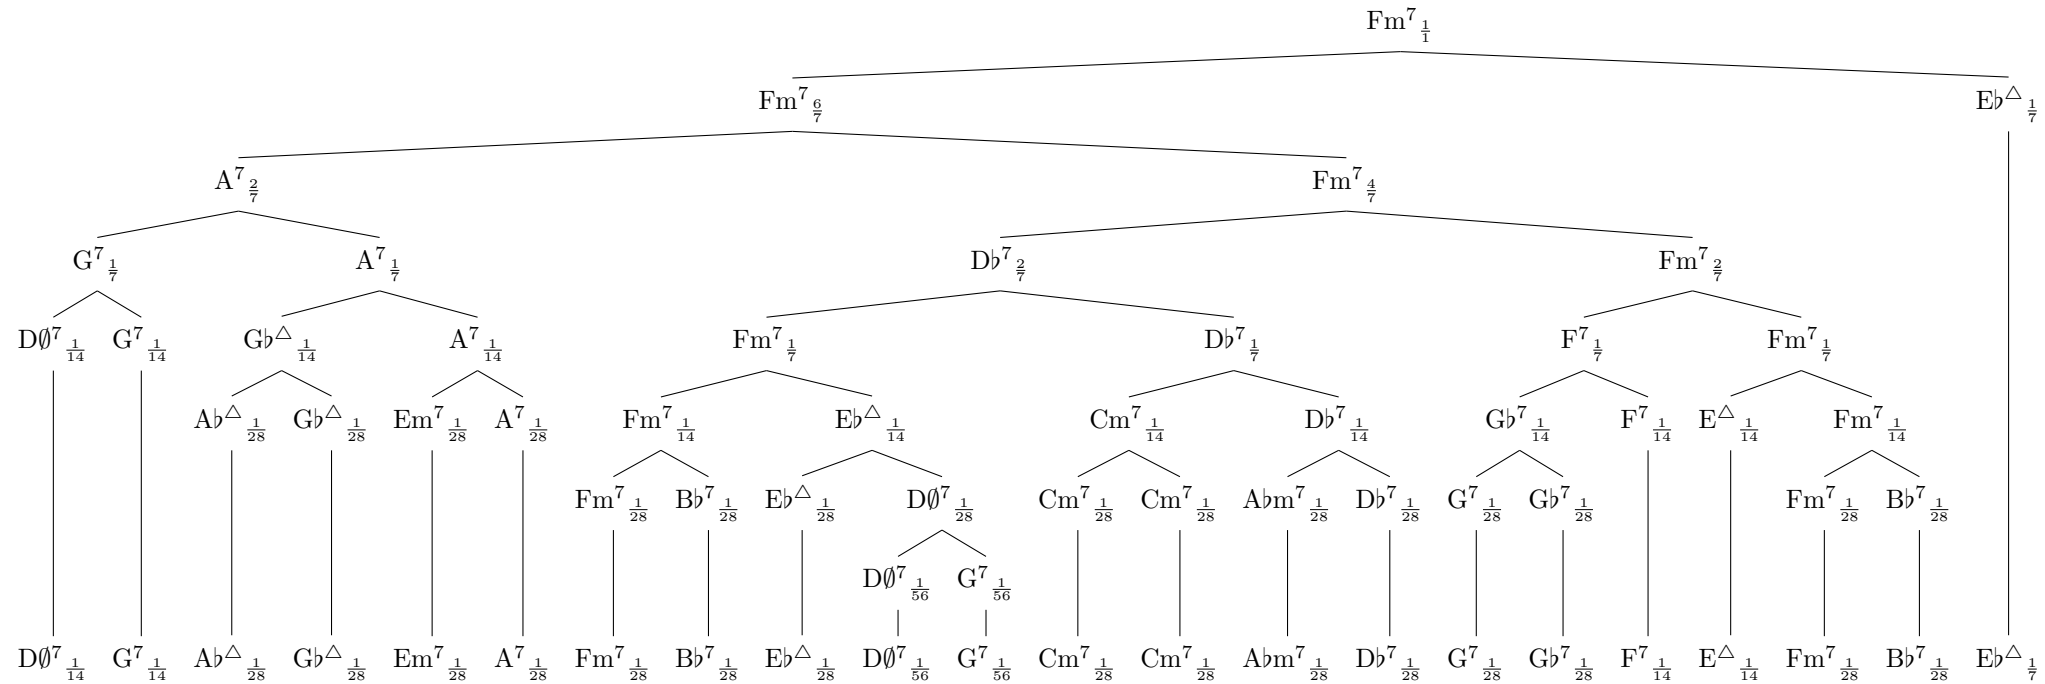 Fm⁷ 1/1
Fm⁷ 6/7 E♭△ 1/7
A⁷ 2/7 Fm⁷ 4/7
G⁷ 1/7 A⁷ 1/7 D♭⁷ 2/7 Fm⁷ 2/7
D∅⁷ 1/14 G⁷ 1/14 G♭△ 1/14 A⁷ 1/14 Fm⁷ 1/7 D♭⁷ 1/7 F⁷ 1/7 Fm⁷ 1/7
A♭△ 1/28 G♭△ 1/28 Em⁷ 1/28 A⁷ 1/28 Fm⁷ 1/14 E♭△ 1/14 Cm⁷ 1/14 D♭⁷ 1/14 G♭⁷ 1/14 F⁷ 1/14 E△ 1/14 Fm⁷ 1/14
Fm⁷ 1/28 B♭⁷ 1/28 E♭△ 1/28 D∅⁷ 1/28 Cm⁷ 1/28 Cm⁷ 1/28 A♭m⁷ 1/28 D♭⁷ 1/28 G⁷ 1/28 G♭⁷ 1/28 Fm⁷ 1/28 B♭⁷ 1/28
D∅⁷ 1/56 G⁷ 1/56
D∅⁷ 1/14 G⁷ 1/14 A♭△ 1/28 G♭△ 1/28 Em⁷ 1/28 A⁷ 1/28 Fm⁷ 1/28 B♭⁷ 1/28 E♭△ 1/28 D∅⁷ 1/56 G⁷ 1/56 Cm⁷ 1/28 Cm⁷ 1/28 A♭m⁷ 1/28 D♭⁷ 1/28 G⁷ 1/28 G♭⁷ 1/28 F⁷ 1/14 E△ 1/14 Fm⁷ 1/28 B♭⁷ 1/28 E♭△ 1/7